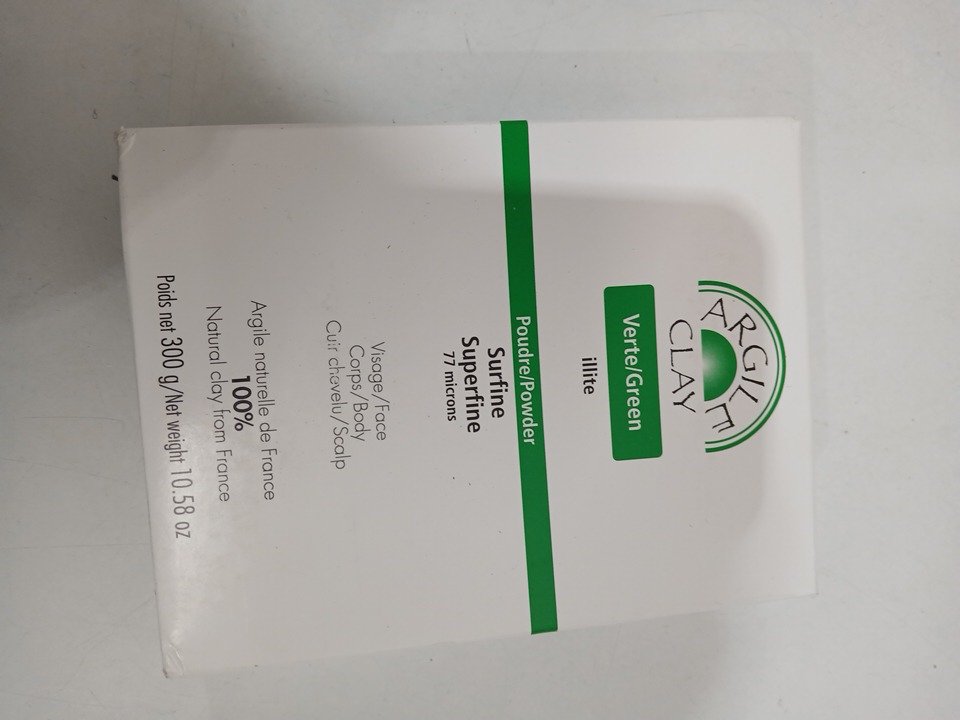 ARGILE
CLAY
Verte/Green
illite
Poudre/Powder
Surfine
Superfine
77 microns
Visage/Face
Corps/Body
Cuir chevelu/Scalp
Argile naturelle de France
100%
Natural clay from France
Poids net 300 g/Net weight 10.58 oz